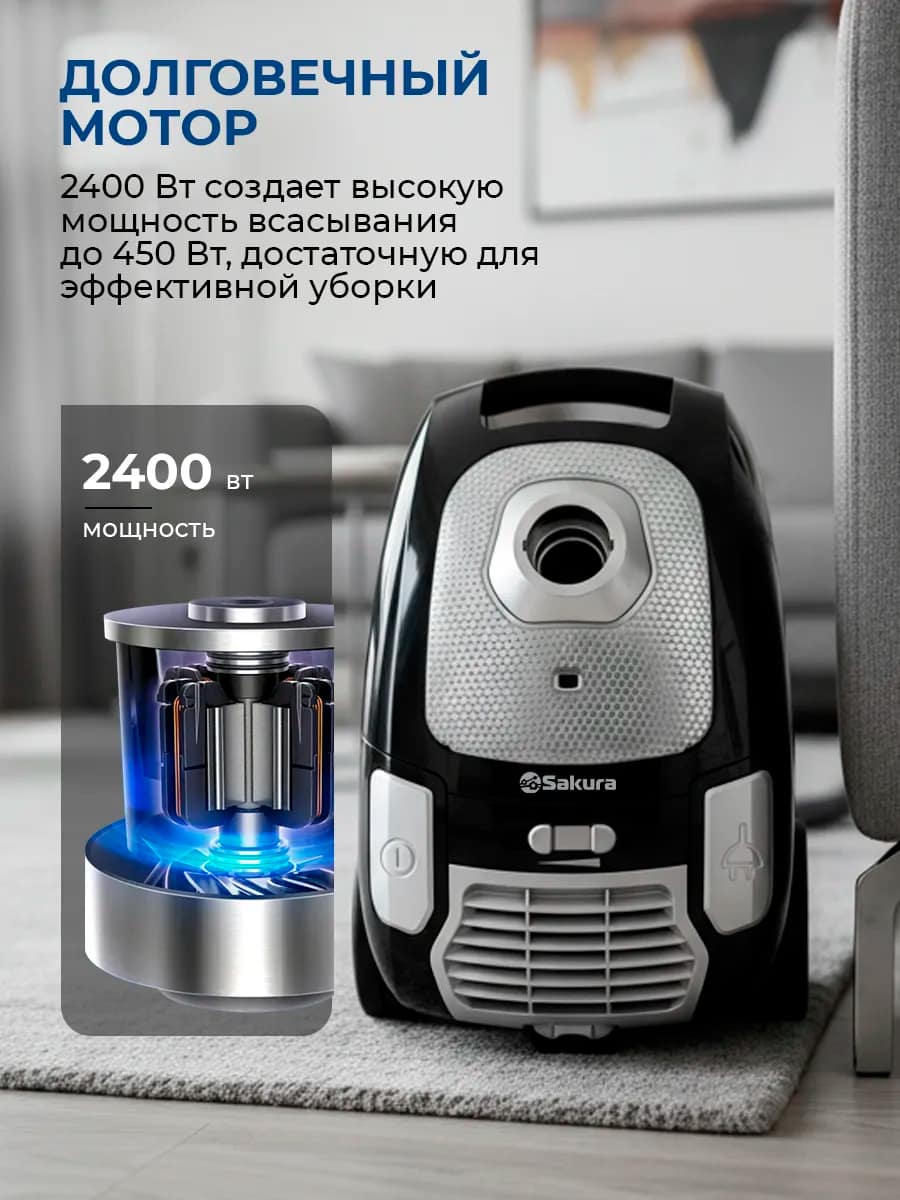 ДОЛГОВЕЧНЫЙ
МОТОР
2400 Вт создает высокую
мощность всасывания
до 450 Вт, достаточную для
эффективной уборки
2400 вт
мощность
Sakura